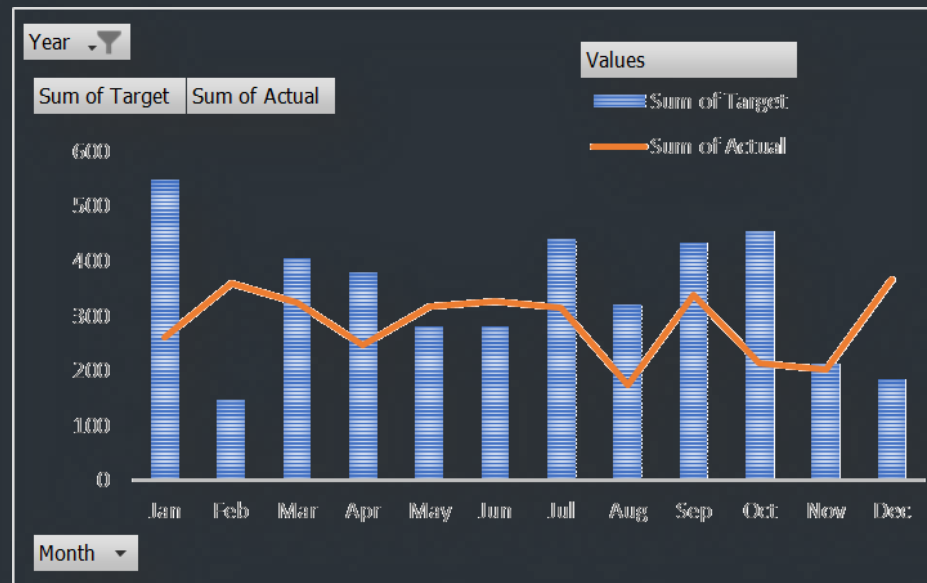 Year
Values
Sum of Target Sum of Actual
Sum of Target
Sum of Actual
600
500
400
300
200
100
0
Jan Feb Mar Apr May Jun Jul Aug Sep Oct Nov Dec
Month